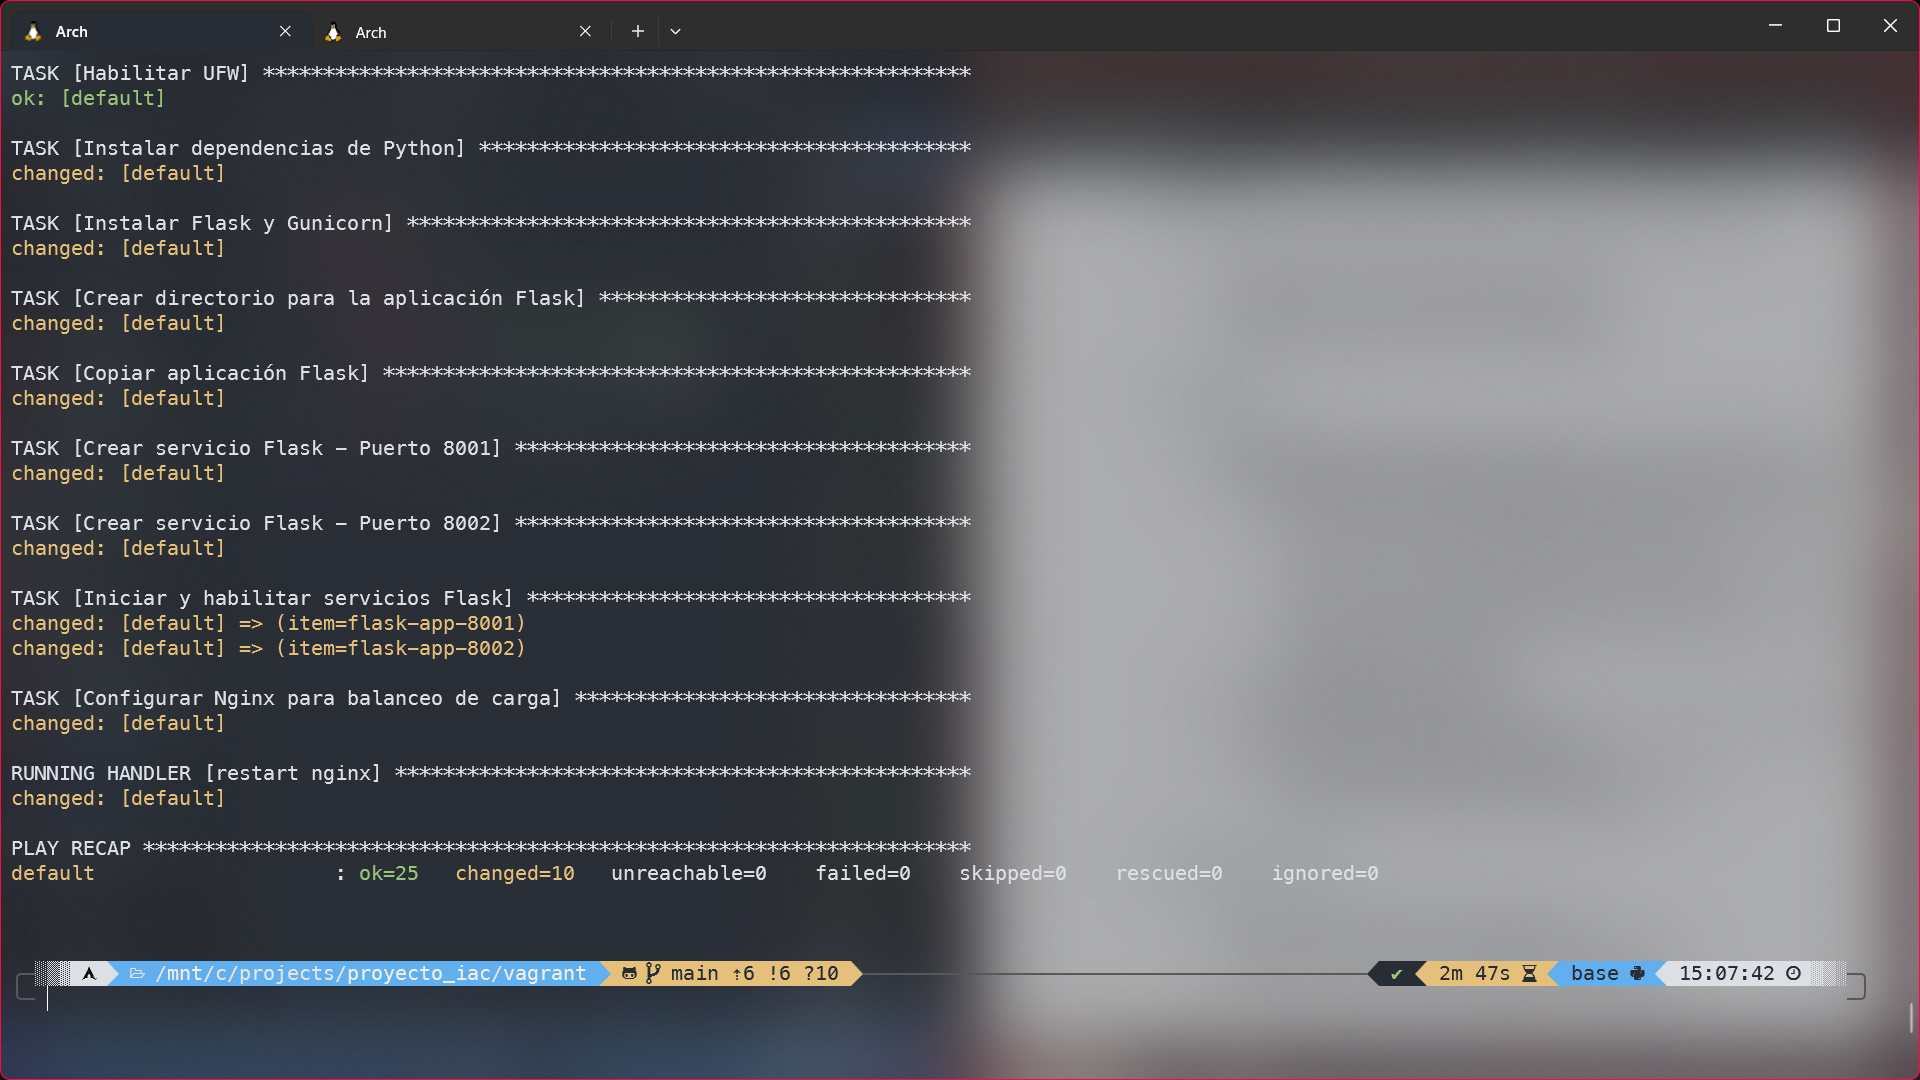 Arch
Arch
TASK [Habilitar UFW] ***********************************************************
ok: [default]
TASK [Instalar dependencias de Python] *****************************************
changed: [default]
TASK [Instalar Flask y Gunicorn] ***********************************************
changed: [default]
TASK [Crear directorio para la aplicación Flask] *******************************
changed: [default]
TASK [Copiar aplicación Flask] *************************************************
changed: [default]
TASK [Crear servicio Flask - Puerto 8001] **************************************
changed: [default]
TASK [Crear servicio Flask - Puerto 8002] **************************************
changed: [default]
TASK [Iniciar y habilitar servicios Flask] *************************************
changed: [default] => (item=flask-app-8001)
changed: [default] => (item=flask-app-8002)
TASK [Configurar Nginx para balanceo de carga] *********************************
changed: [default]
RUNNING HANDLER [restart nginx] ************************************************
changed: [default]
PLAY RECAP *********************************************************************
default : ok=25 changed=10 unreachable=0 failed=0 skipped=0 rescued=0 ignored=0
/mnt/c/projects/proyecto_iac/vagrant main ⇡6 !6 ?10 ✔ 2m 47s base 15:07:42